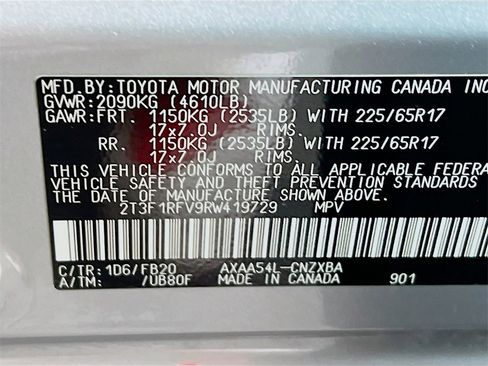 MFD.BY:TOYOTA MOTOR MANUFACTURING CANADA INC
GVWR:2090KG (4610LB)
GAWR:FRT. 1150KG (2535LB) WITH 225/65R17
17x7.0J RIMS.
RR. 1150KG (2535LB) WITH 225/65R17
17x7.0J RIMS.
THIS VEHICLE CONFORMS TO ALL APPLICABLE FEDERA
VEHICLE SAFETY AND THEFT PREVENTION STANDARDS
THE DATE OF MANUFACTURE SHOWN ABOVE.
2T3F1RFV9RW419729 MPV
C/TR:1D6/FB20 AXAA54L-CNZXBA
A/TM: /UB80F MADE IN CANADA 901